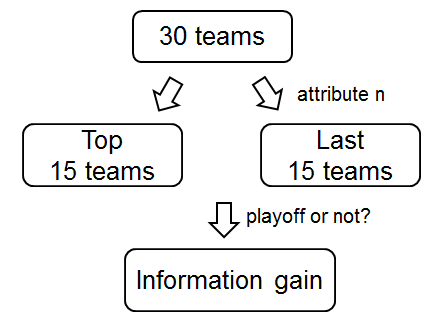 30 teams
attribute n
Top
15 teams
Last
15 teams
playoff or not?
Information gain